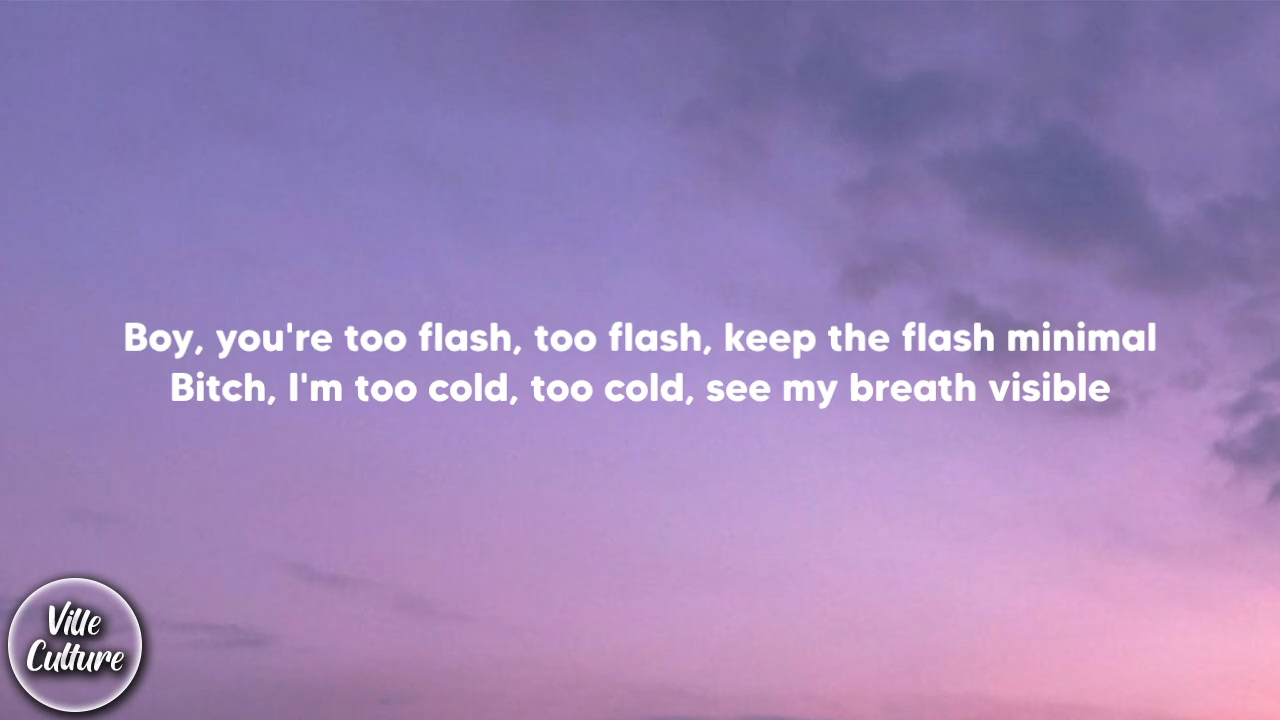 Boy, you're too flash, too flash, keep the flash minimal
Bitch, I'm too cold, too cold, see my breath visible
Ville
Culture